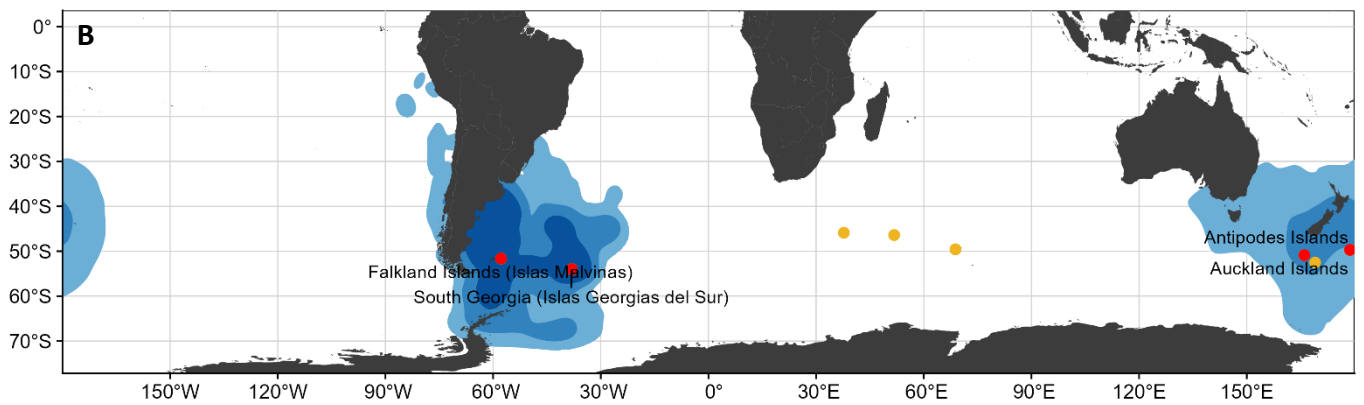 B
0°
10°S
20°S
30°S
40°S
50°S
60°S
70°S
Antipodes Islands
Falkland Islands (Islas Malvinas)
Auckland Islands
South Georgia (Islas Georgias del Sur)
150°W 120°W 90°W 60°W 30°W 0° 30°E 60°E 90°E 120°E 150°E